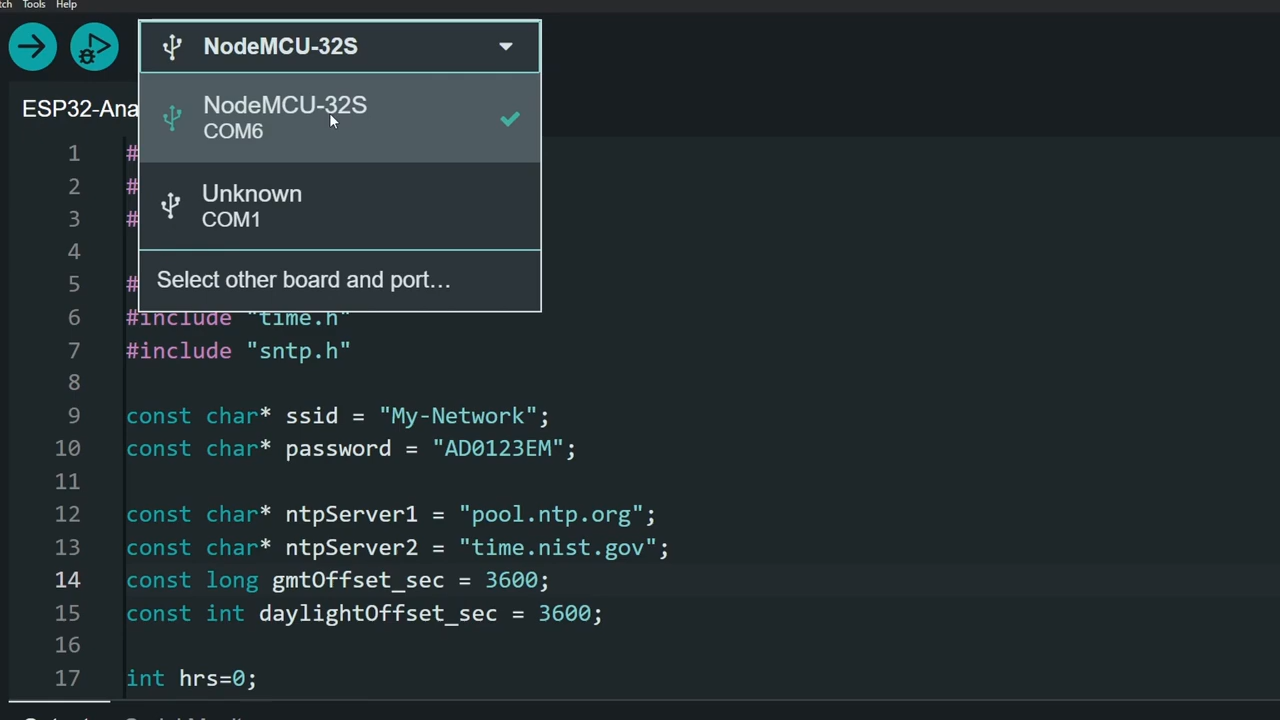 Tools Help
NodeMCU-32S
NodeMCU-32S
COM6
Unknown
COM1
Select other board and port...
ESP32-Ana
1 #
2 #
3 #
4
5 #
6 #include "time.h"
7 #include "sntp.h"
8
9 const char* ssid = "My-Network";
10 const char* password = "AD0123EM";
11
12 const char* ntpServer1 = "pool.ntp.org";
13 const char* ntpServer2 = "time.nist.gov";
14 const long gmtOffset_sec = 3600;
15 const int daylightOffset_sec = 3600;
16
17 int hrs=0;